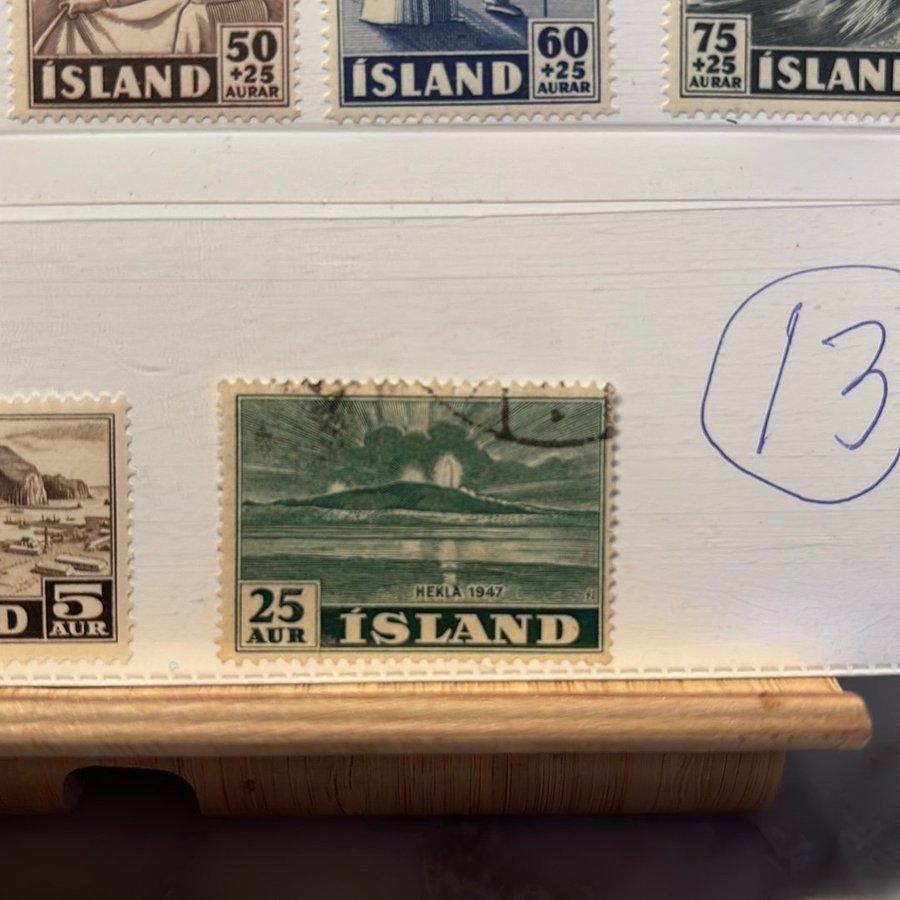 50
+25
AURAR
ÍSLAND
60
+25
AURAR
ÍSLAND
75
+25
AURAR
ÍSLAN
13
5
AUR
D
HEKLA 1947
25
AUR
ÍSLAND